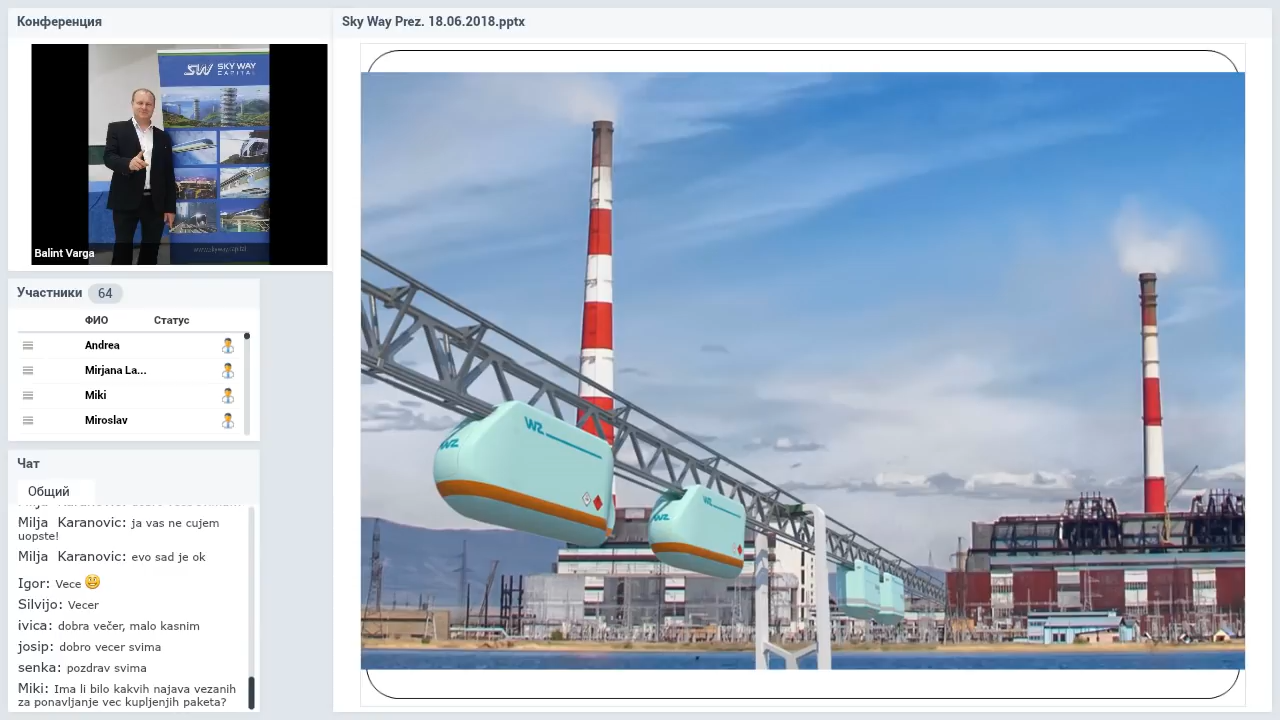 Конференция
Sky Way Prez. 18.06.2018.pptx
SW SKY WAY
CAPITAL
Balint Varga
Участники 64
ФИО Статус
Andrea
Mirjana La...
Miki
Miroslav
Чат
Общий
Milja Karanovic: ja vas ne cujem
uopste!
Milja Karanovic: evo sad je ok
Igor: Vece
Silvijo: Vecer
ivica: dobra večer, malo kasnim
josip: dobro vecer svima
senka: pozdrav svima
Miki: Ima li bilo kakvih najava vezanih
za ponavljanje vec kupljenjih paketa?